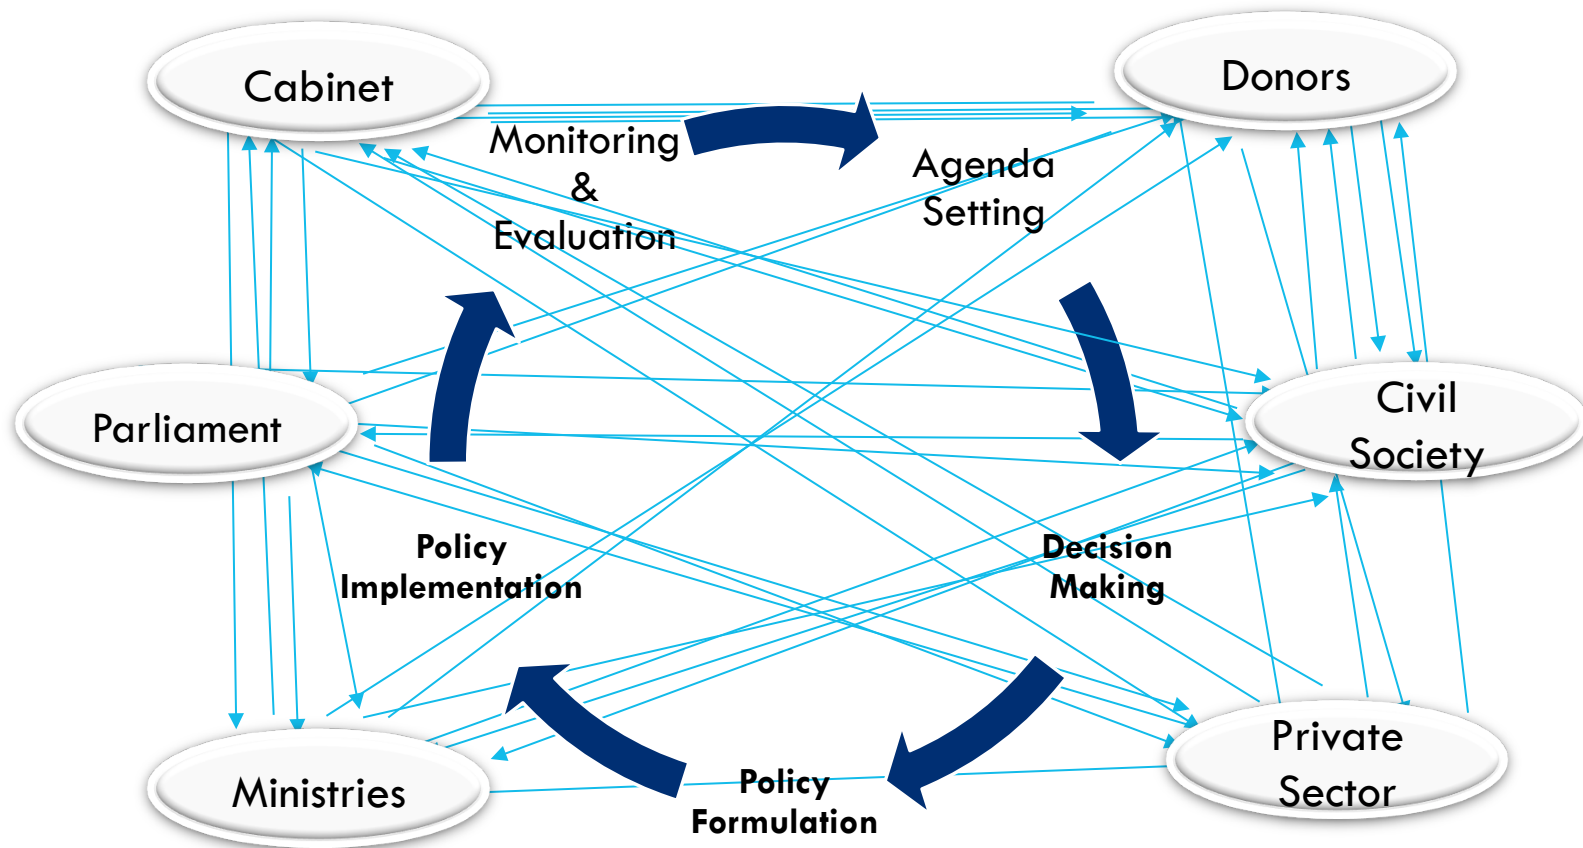 Cabinet
Donors
Monitoring
&
Evaluation
Agenda
Setting
Parliament
Civil
Society
Policy
Implementation
Decision
Making
Ministries
Policy
Formulation
Private
Sector